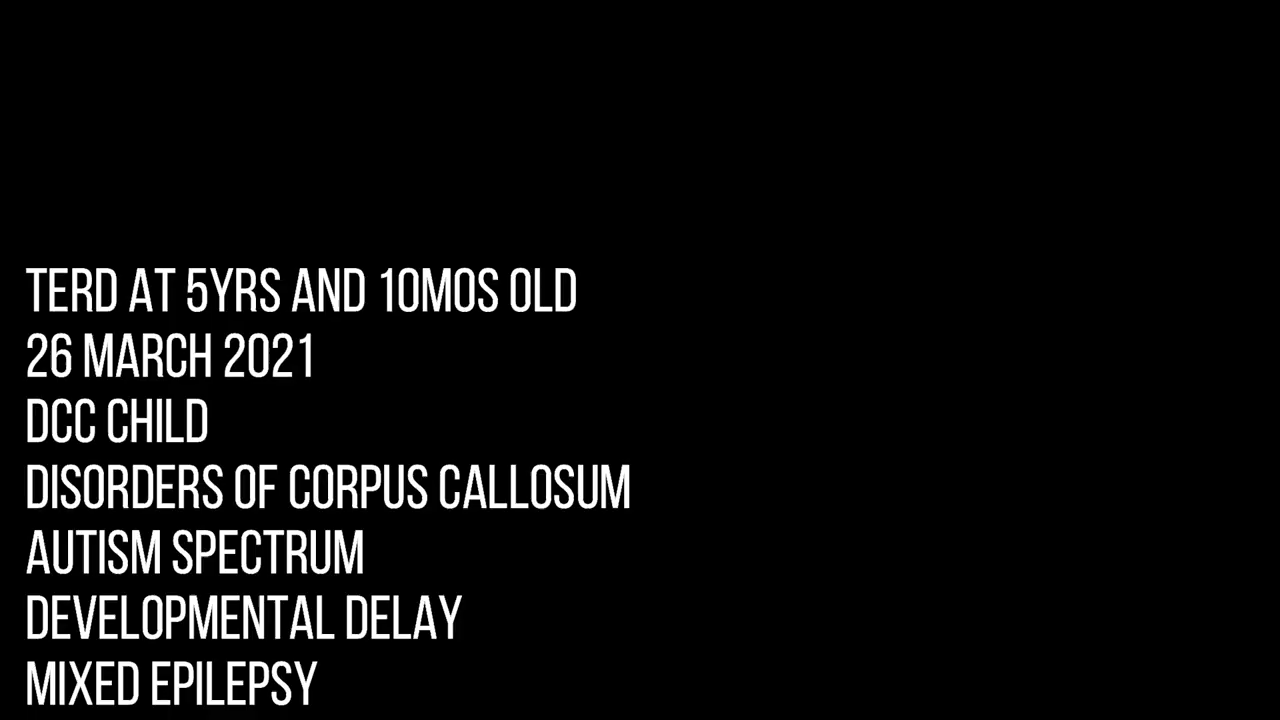 TERD AT 5YRS AND 10MOS OLD
26 MARCH 2021
DCC CHILD
DISORDERS OF CORPUS CALLOSUM
AUTISM SPECTRUM
DEVELOPMENTAL DELAY
MIXED EPILEPSY